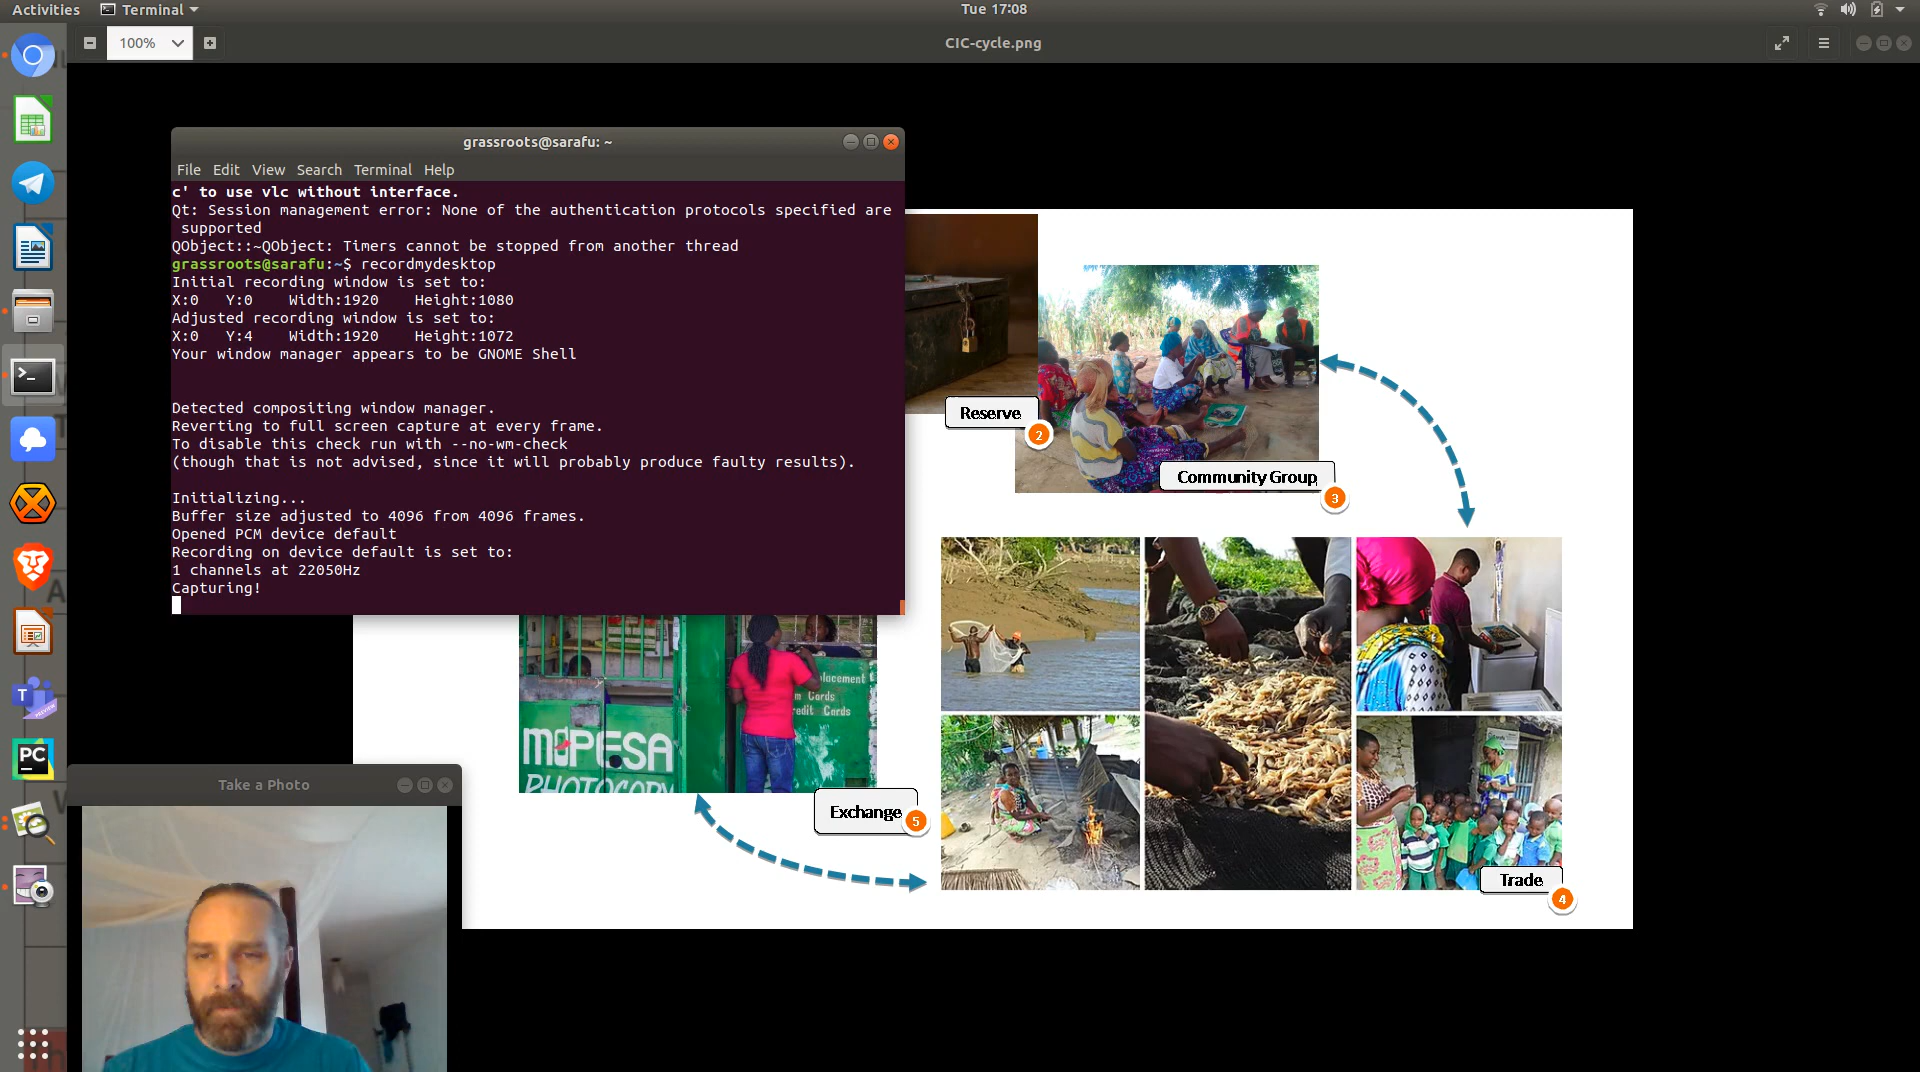 Activities
Terminal
Tue 17:08
100%
CIC-cycle.png
grassroots@sarafu: ~
File Edit View Search Terminal Help
c' to use vlc without interface.
Qt: Session management error: None of the authentication protocols specified are
supported
QObject::~QObject: Timers cannot be stopped from another thread
grassroots@sarafu:~$ recordmydesktop
Initial recording window is set to:
X:0 Y:0 Width:1920 Height:1080
Adjusted recording window is set to:
X:0 Y:4 Width:1920 Height:1072
Your window manager appears to be GNOME Shell
Detected compositing window manager.
Reverting to full screen capture at every frame.
To disable this check run with --no-wm-check
(though that is not advised, since it will probably produce faulty results).
Initializing...
Buffer size adjusted to 4096 from 4096 frames.
Opened PCM device default
Recording on device default is set to:
1 channels at 22050Hz
Capturing!
Reserve
2
Community Group
3
placement
m Cards
redit Cards
M-PESA
PHOTOCOPY
Exchange
5
Trade
4
Take a Photo
T
PREVIEW
PC